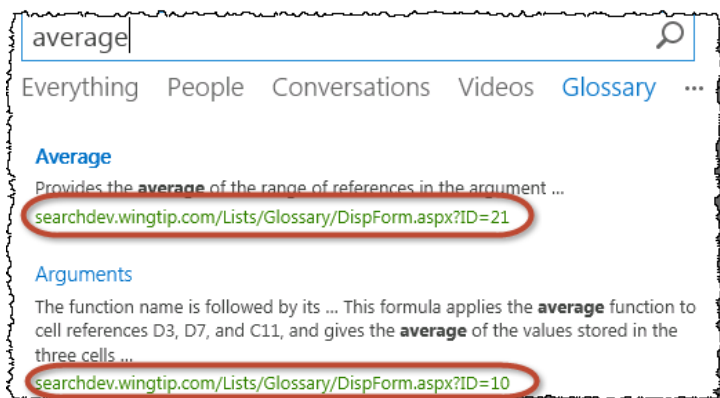 average
Everything People Conversations Videos Glossary ...
Average
Provides the average of the range of references in the argument ...
searchdev.wingtip.com/Lists/Glossary/DispForm.aspx?ID=21
Arguments
The function name is followed by its ... This formula applies the average function to
cell references D3, D7, and C11, and gives the average of the values stored in the
three cells ...
searchdev.wingtip.com/Lists/Glossary/DispForm.aspx?ID=10